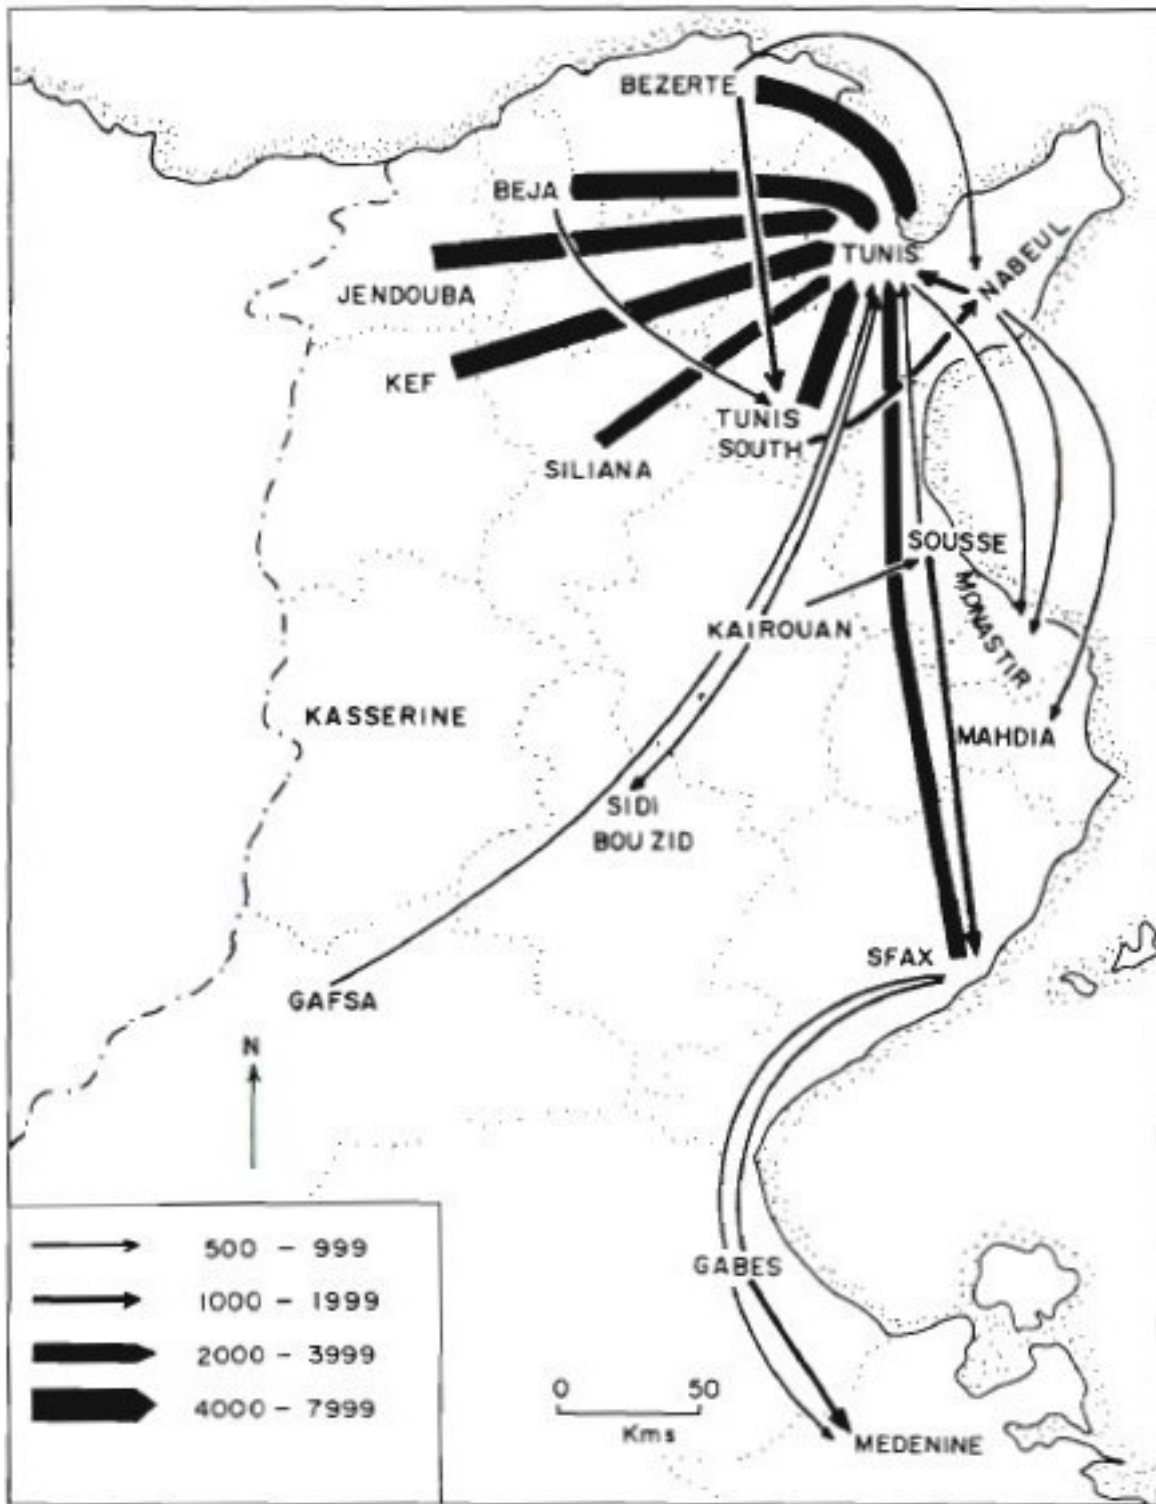 BEZERTE
BEJA
TUNIS
NABEUL
JENDOUBA
KEF
TUNIS
SOUTH
SILIANA
SOUSSE
MONASTIR
KAIROUAN
KASSERINE
MAHDIA
SIDI
BOU ZID
SFAX
GAFSA
N
500 - 999
1000 - 1999
2000 - 3999
4000 - 7999
GABES
0 50
Kms
MEDENINE